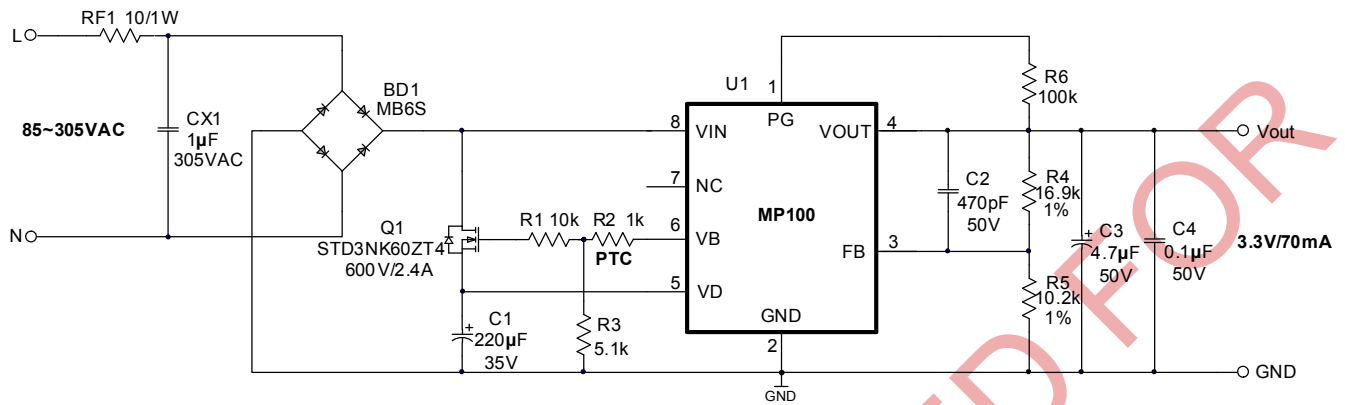 RF1 10/1W
L
BD1
MB6S
CX1
1µF
305VAC
85~305VAC
N
Q1
STD3NK60ZT4
600V/2.4A
R1 10k
R2 1k
PTC
C1
220µF
35V
R3
5.1k
U1
1
PG
8
VIN
VOUT
4
7
NC
MP100
6
VB
FB
3
5
VD
GND
2
GND
R6
100k
C2
470pF
50V
R4
16.9k
1%
R5
10.2k
1%
C3
4.7µF
50V
C4
0.1µF
50V
Vout
3.3V/70mA
GND
D FOR